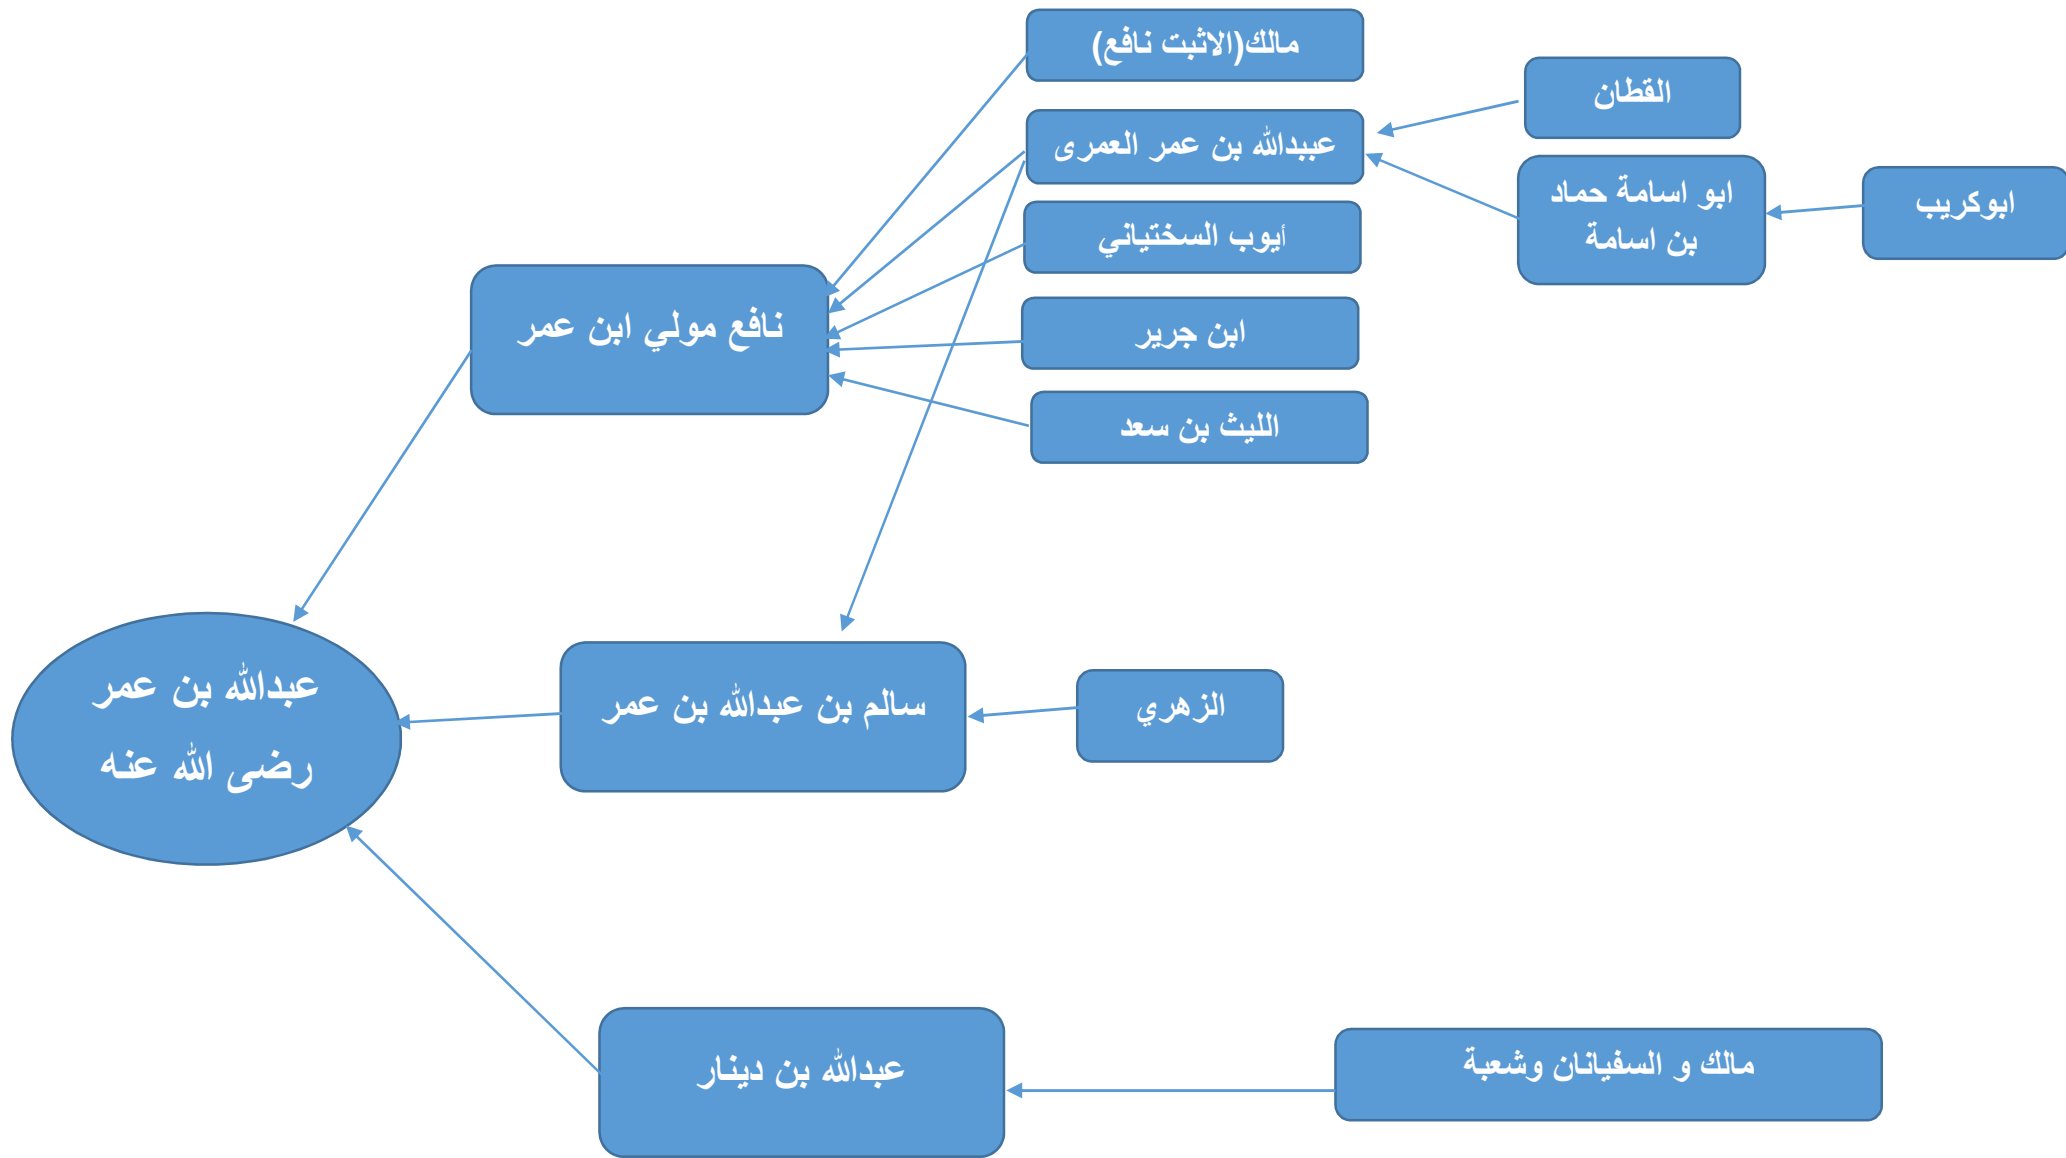 مالك(الاثبت نافع)
القطان
عبيدالله بن عمر العمرى
ابو اسامة حماد
بن اسامة
ابوكريب
أيوب السختياني
نافع مولي ابن عمر
ابن جرير
الليث بن سعد
عبدالله بن عمر
رضى الله عنه
سالم بن عبدالله بن عمر
الزهري
عبدالله بن دينار
مالك و السفيانان وشعبة